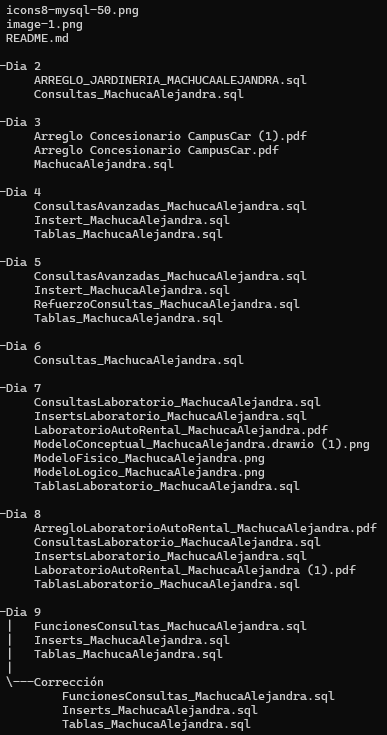 icons8-mysql-50.png
image-1.png
README.md
─Dia 2
ARREGLO_JARDINERIA_MACHUCAALEJANDRA.sql
Consultas_MachucaAlejandra.sql
─Dia 3
Arreglo Concesionario CampusCar (1).pdf
Arreglo Concesionario CampusCar.pdf
MachucaAlejandra.sql
─Dia 4
ConsultasAvanzadas_MachucaAlejandra.sql
Instert_MachucaAlejandra.sql
Tablas_MachucaAlejandra.sql
─Dia 5
ConsultasAvanzadas_MachucaAlejandra.sql
Instert_MachucaAlejandra.sql
RefuerzoConsultas_MachucaAlejandra.sql
Tablas_MachucaAlejandra.sql
─Dia 6
Consultas_MachucaAlejandra.sql
─Dia 7
ConsultasLaboratorio_MachucaAlejandra.sql
InsertsLaboratorio_MachucaAlejandra.sql
LaboratorioAutoRental_MachucaAlejandra.pdf
ModeloConceptual_MachucaAlejandra.drawio (1).png
ModeloFisico_MachucaAlejandra.png
ModeloLogico_MachucaAlejandra.png
TablasLaboratorio_MachucaAlejandra.sql
─Dia 8
ArregloLaboratorioAutoRental_MachucaAlejandra.pdf
ConsultasLaboratorio_MachucaAlejandra.sql
InsertsLaboratorio_MachucaAlejandra.sql
LaboratorioAutoRental_MachucaAlejandra (1).pdf
TablasLaboratorio_MachucaAlejandra.sql
─Dia 9
|   FuncionesConsultas_MachucaAlejandra.sql
|   Inserts_MachucaAlejandra.sql
|   Tablas_MachucaAlejandra.sql
|
\---Corrección
FuncionesConsultas_MachucaAlejandra.sql
Inserts_MachucaAlejandra.sql
Tablas_MachucaAlejandra.sql